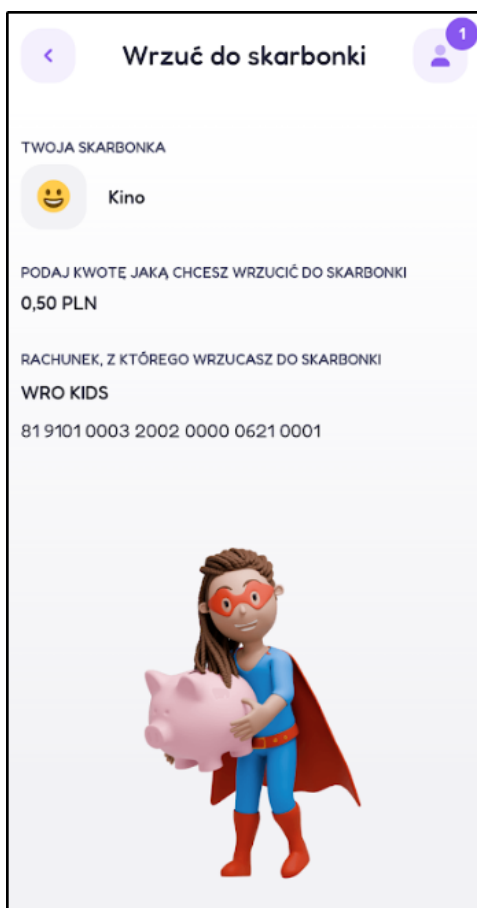 Wrzuć do skarbonki
1
TWOJA SKARBONKA
Kino
PODAJ KWOTĘ JAKĄ CHCESZ WRZUCIĆ DO SKARBONKI
0,50 PLN
RACHUNEK, Z KTÓREGO WRZUCASZ DO SKARBONKI
WRO KIDS
81 9101 0003 2002 0000 0621 0001